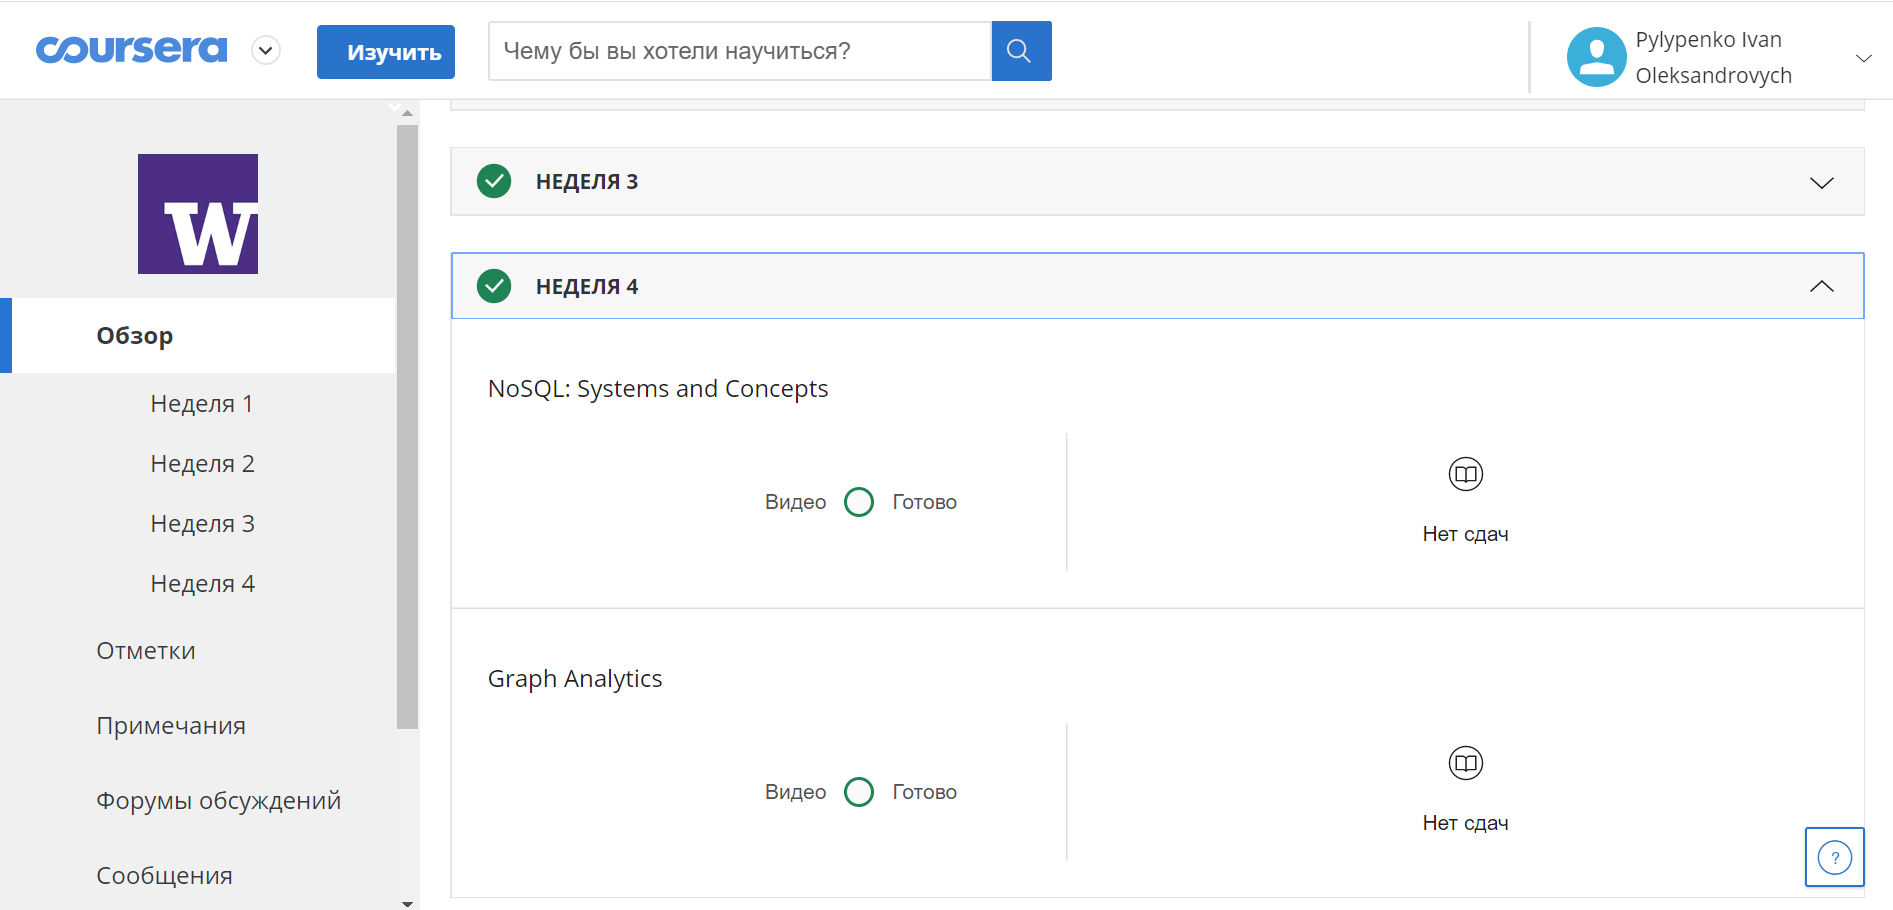 coursera
Изучить
Чему бы вы хотели научиться?
Pylypenko Ivan
Oleksandrovych
W
Обзор
Неделя 1
Неделя 2
Неделя 3
Неделя 4
Отметки
Примечания
Форумы обсуждений
Сообщения
НЕДЕЛЯ 3
НЕДЕЛЯ 4
NoSQL: Systems and Concepts
Видео Готово
Нет сдач
Graph Analytics
Видео Готово
Нет сдач
?